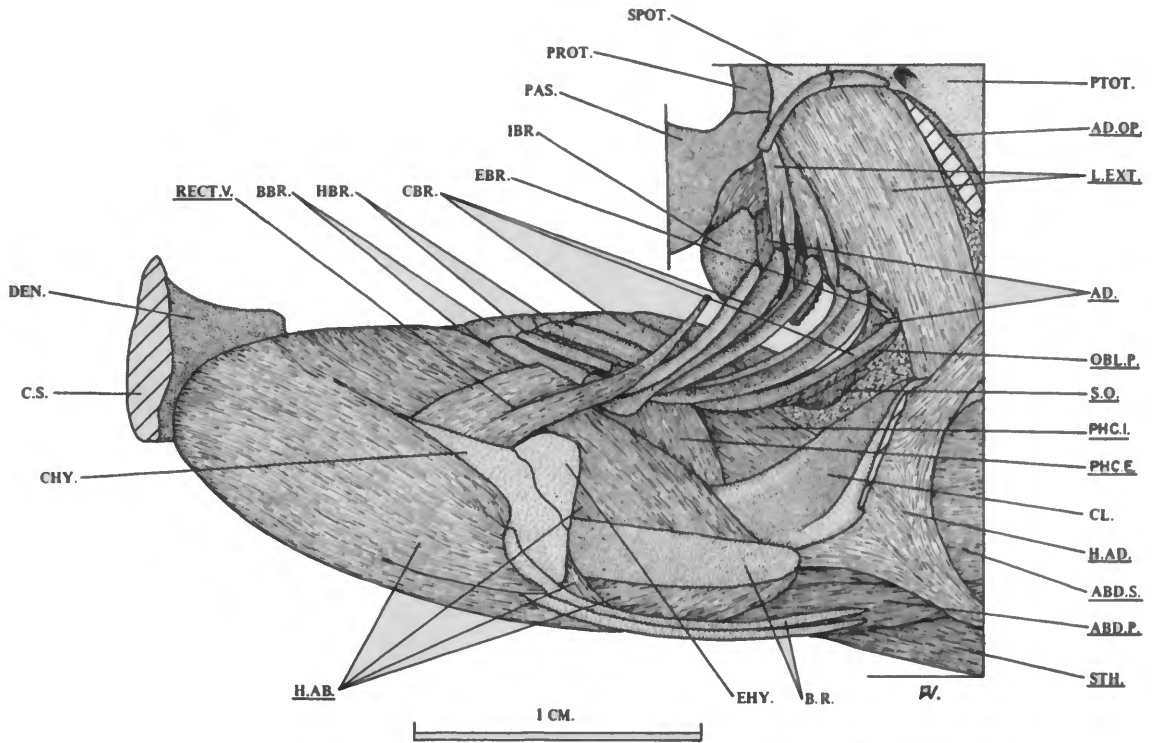 SPOT.
PROT.
PAS.
IBR.
EBR.
CBR.
HBR.
BBR.
RECT.V.
DEN.
C.S.
CHY.
H.AB.
EHY.
B.R.
1 CM.
PTOT.
AD.OP.
L.EXT.
AD.
OBL.P.
S.O.
PHC.I.
PHC.E.
CL.
H.AD.
ABD.S.
ABD.P.
STH.